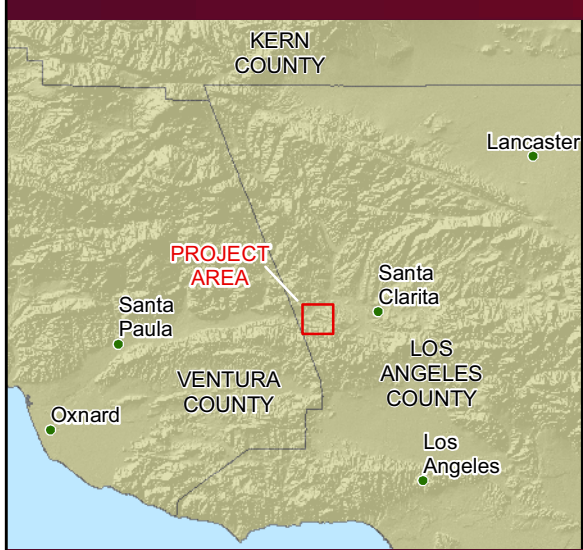 KERN
COUNTY
Lancaster
PROJECT
AREA
Santa
Clarita
Santa
Paula
LOS
ANGELES
COUNTY
VENTURA
COUNTY
Oxnard
Los
Angeles